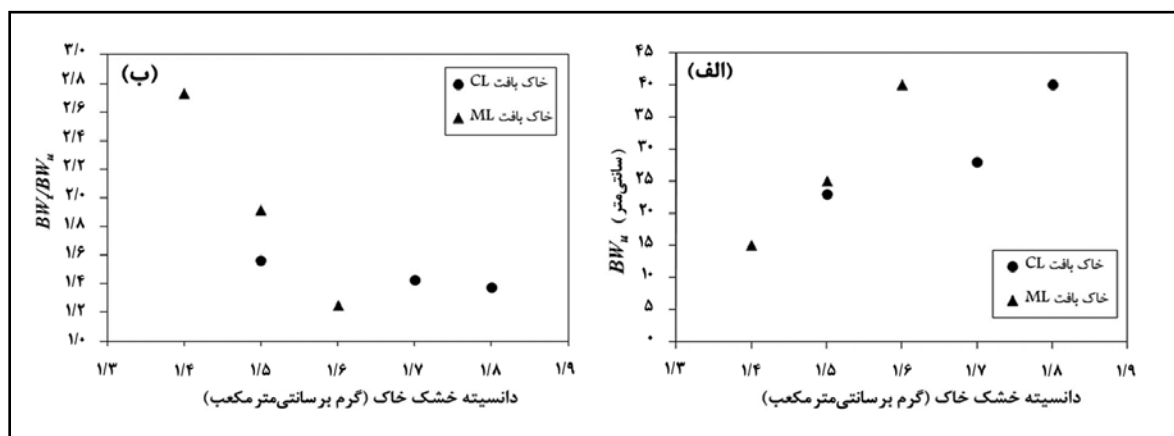 (الف)
۴۵
۴۰
۳۵
۳۰
۲۵
۲۰
۱۵
۱۰
۵
۰
BWu (سانتی‌متر)
خاک بافت CL
خاک بافت ML
۱/۳ ۱/۴ ۱/۵ ۱/۶ ۱/۷ ۱/۸ ۱/۹
دانسیته خشک خاک (گرم بر سانتی‌متر مکعب)
(ب)
۳/۰
۲/۸
۲/۶
۲/۴
۲/۲
۲/۰
۱/۸
۱/۶
۱/۴
۱/۲
۱/۰
BWt/BWu
خاک بافت CL
خاک بافت ML
۱/۳ ۱/۴ ۱/۵ ۱/۶ ۱/۷ ۱/۸ ۱/۹
دانسیته خشک خاک (گرم بر سانتی‌متر مکعب)